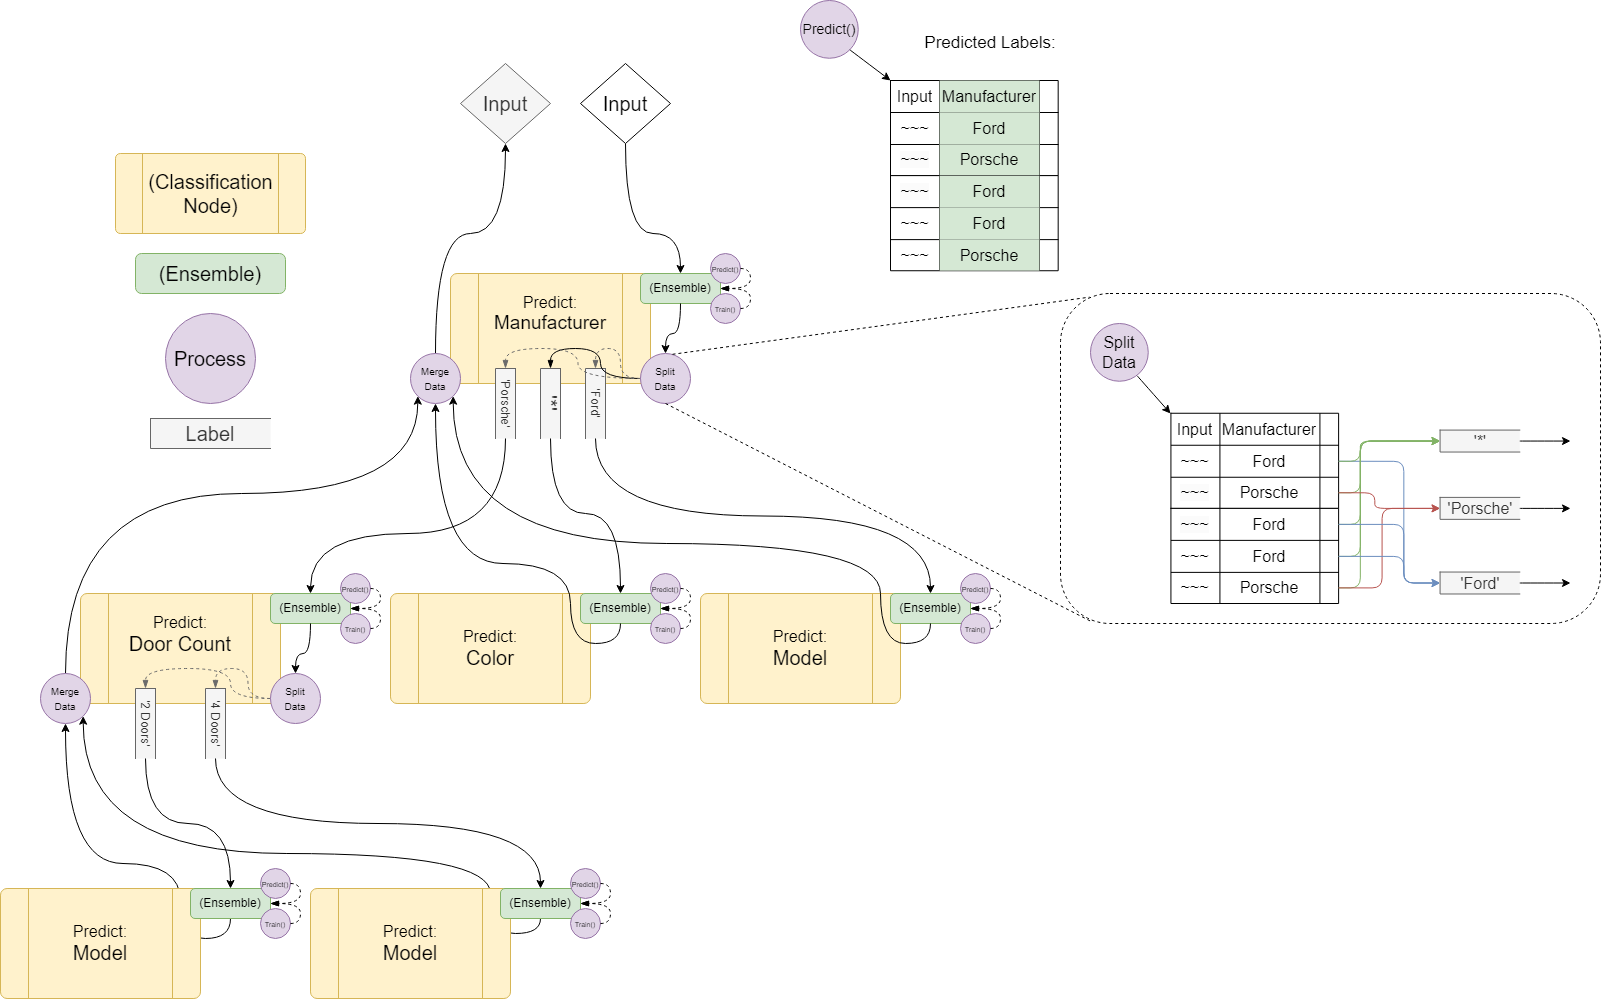 Predict()
Predicted Labels:
Input Manufacturer
~~~ Ford
~~~ Porsche
~~~ Ford
~~~ Ford
~~~ Porsche
Input
Input
(Classification
Node)
(Ensemble)
Process
Label
Predict:
Manufacturer
(Ensemble)
Predict()
Train()
Merge
Data
'Porsche'
'*'
'Ford'
Split
Data
Split
Data
Input Manufacturer
~~~ Ford
~~~ Porsche
~~~ Ford
~~~ Ford
~~~ Porsche
'*'
'Porsche'
'Ford'
Predict:
Door Count
(Ensemble)
Predict()
Train()
Merge
Data
'2 Doors'
'4 Doors'
Split
Data
Predict:
Color
(Ensemble)
Predict()
Train()
Predict:
Model
(Ensemble)
Predict()
Train()
Predict:
Model
(Ensemble)
Predict()
Train()
Predict:
Model
(Ensemble)
Predict()
Train()